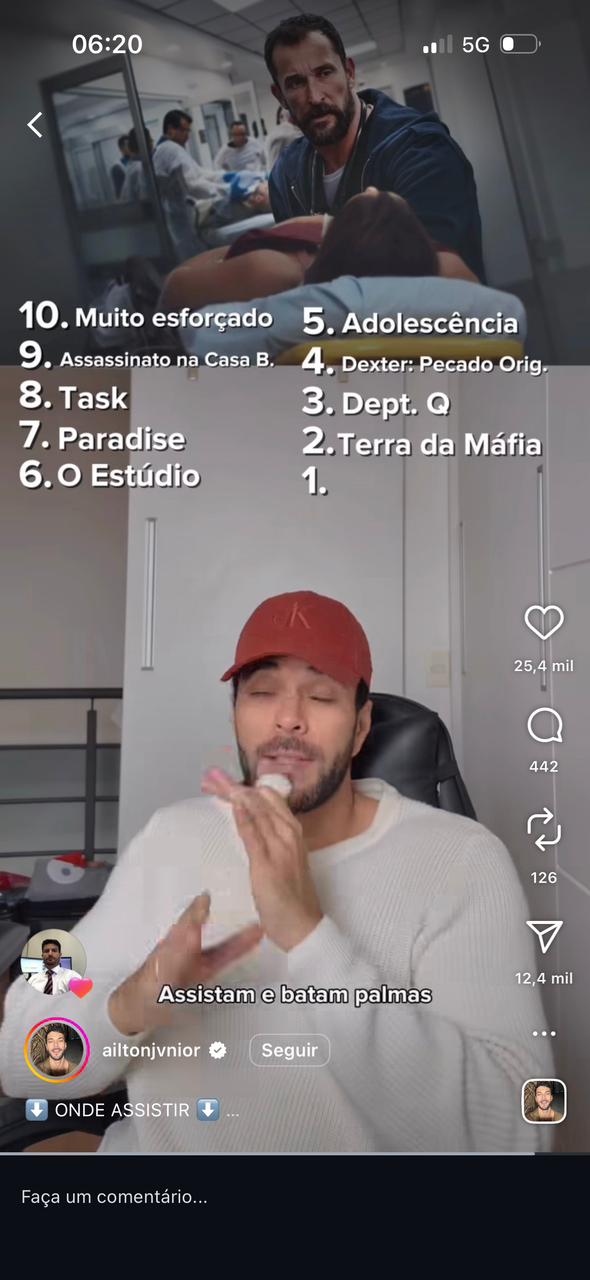 06:20
5G
10. Muito esforçado
9. Assassinato na Casa B.
8. Task
7. Paradise
6. O Estúdio
5. Adolescência
4. Dexter: Pecado Orig.
3. Dept. Q
2. Terra da Máfia
1.
CK
25,4 mil
442
126
12,4 mil
Assistam e batam palmas
ailtonjvnior
Seguir
⬇️ ONDE ASSISTIR ⬇️ ...
Faça um comentário...